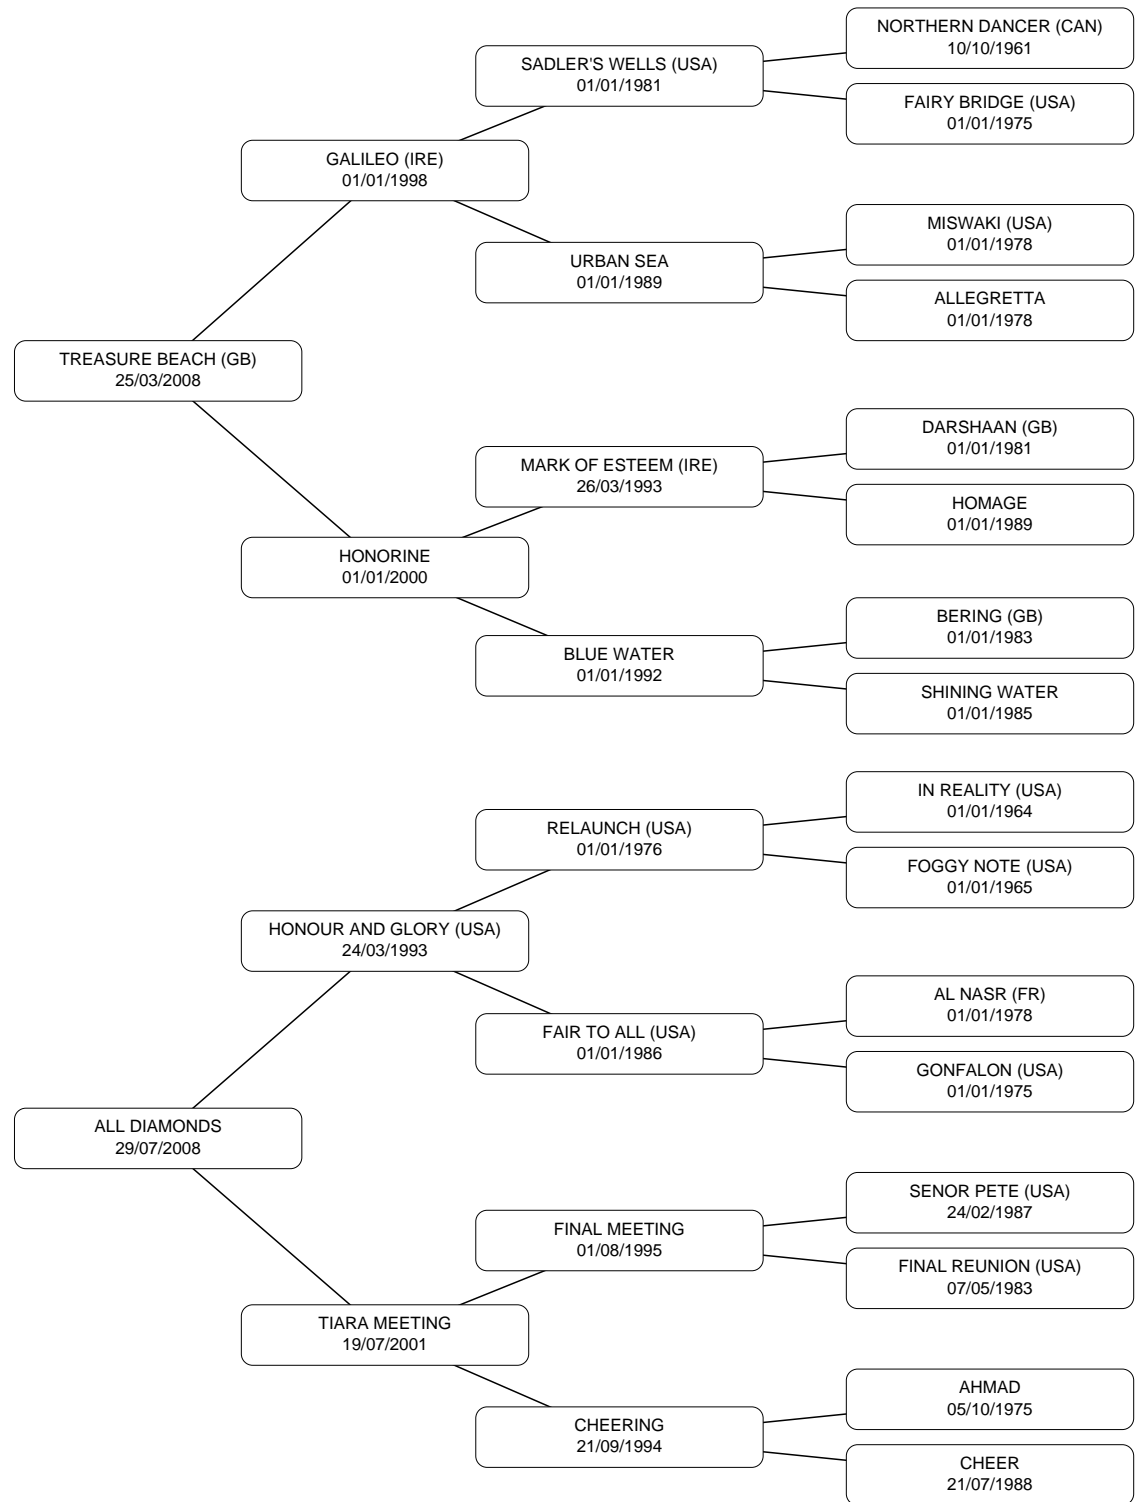 NORTHERN DANCER (CAN)
10/10/1961
SADLER'S WELLS (USA)
01/01/1981
FAIRY BRIDGE (USA)
01/01/1975
GALILEO (IRE)
01/01/1998
MISWAKI (USA)
01/01/1978
URBAN SEA
01/01/1989
ALLEGRETTA
01/01/1978
TREASURE BEACH (GB)
25/03/2008
DARSHAAN (GB)
01/01/1981
MARK OF ESTEEM (IRE)
26/03/1993
HOMAGE
01/01/1989
HONORINE
01/01/2000
BERING (GB)
01/01/1983
BLUE WATER
01/01/1992
SHINING WATER
01/01/1985
IN REALITY (USA)
01/01/1964
RELAUNCH (USA)
01/01/1976
FOGGY NOTE (USA)
01/01/1965
HONOUR AND GLORY (USA)
24/03/1993
AL NASR (FR)
01/01/1978
FAIR TO ALL (USA)
01/01/1986
GONFALON (USA)
01/01/1975
ALL DIAMONDS
29/07/2008
SENOR PETE (USA)
24/02/1987
FINAL MEETING
01/08/1995
FINAL REUNION (USA)
07/05/1983
TIARA MEETING
19/07/2001
AHMAD
05/10/1975
CHEERING
21/09/1994
CHEER
21/07/1988